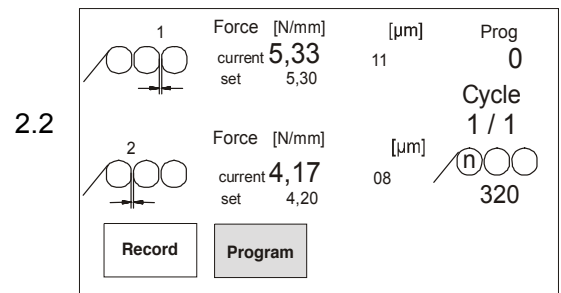 2.2
1
Force [N/mm]
[µm]
Prog
current 5,33
11
0
set 5,30
Cycle
1 / 1
2
Force [N/mm]
[µm]
n
current 4,17
08
320
set 4,20
Record
Program